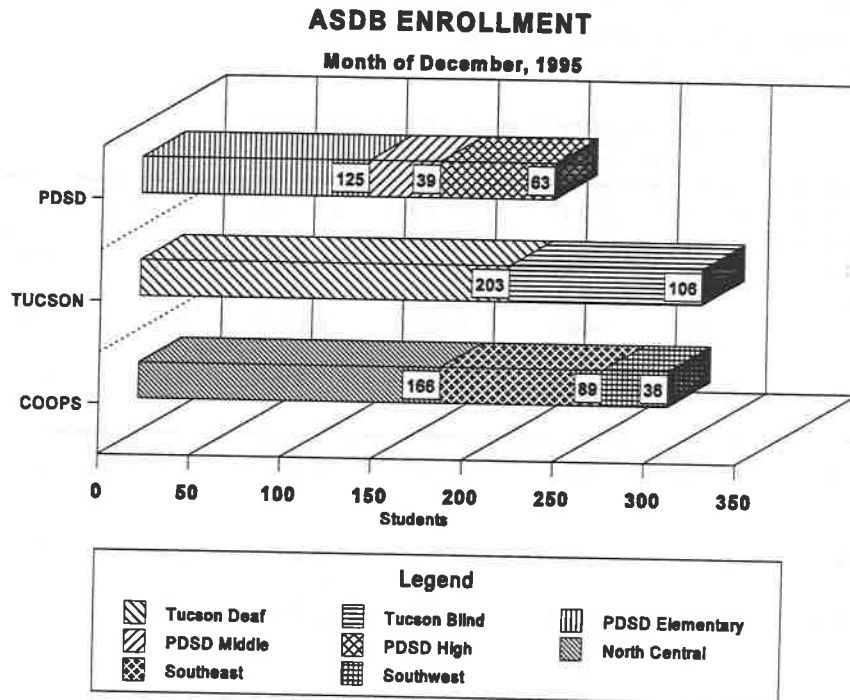 ASDB ENROLLMENT
Month of December, 1995
PDSD
125 39 63
TUCSON
203 106
COOPS
166 89 36
0 50 100 150 200 250 300 350
Students
Legend
Tucson Deaf Tucson Blind PDSD Elementary
PDSD Middle PDSD High North Central
Southeast Southwest